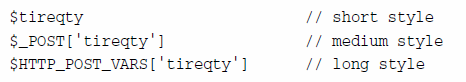 $tireqty // short style
$_POST['tireqty'] // medium style
$HTTP_POST_VARS['tireqty'] // long style